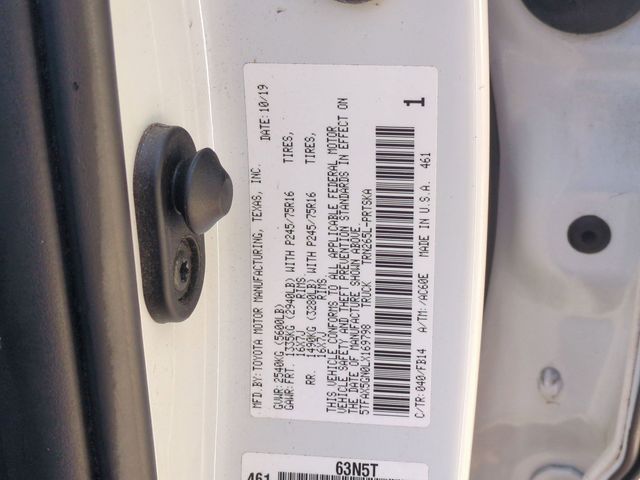 MFD.BY:TOYOTA MOTOR MANUFACTURING, TEXAS, INC. DATE: 10/19
GVWR:2540KG (5600LB)
GAWR:FRT. 1335KG (2940LB) WITH P245/75R16 TIRES,
16X7J RIMS
RR. 1490KG (3280LB) WITH P245/75R16 TIRES,
16X7J RIMS
THIS VEHICLE CONFORMS TO ALL APPLICABLE FEDERAL MOTOR
VEHICLE SAFETY AND THEFT PREVENTION STANDARDS IN EFFECT ON
THE DATE OF MANUFACTURE SHOWN ABOVE.
5TFAX5GN0LX169798 TRUCK TRN265L-PRTSKA
C/TR:040/FB14 A/TM:/AC60E MADE IN U.S.A. 461 1
461 63N5T